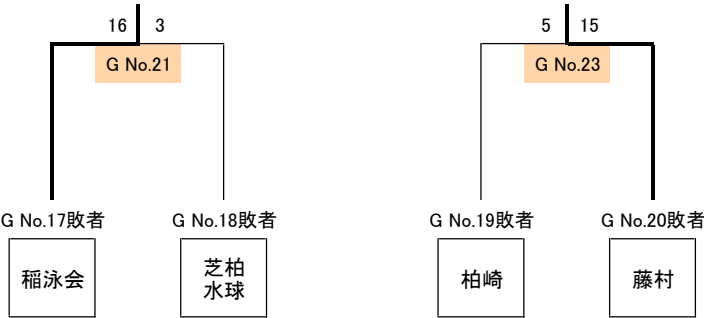 16 3
5 15
G No.21
G No.23
G No.17敗者
G No.18敗者
G No.19敗者
G No.20敗者
稲泳会
芝柏
水球
柏崎
藤村